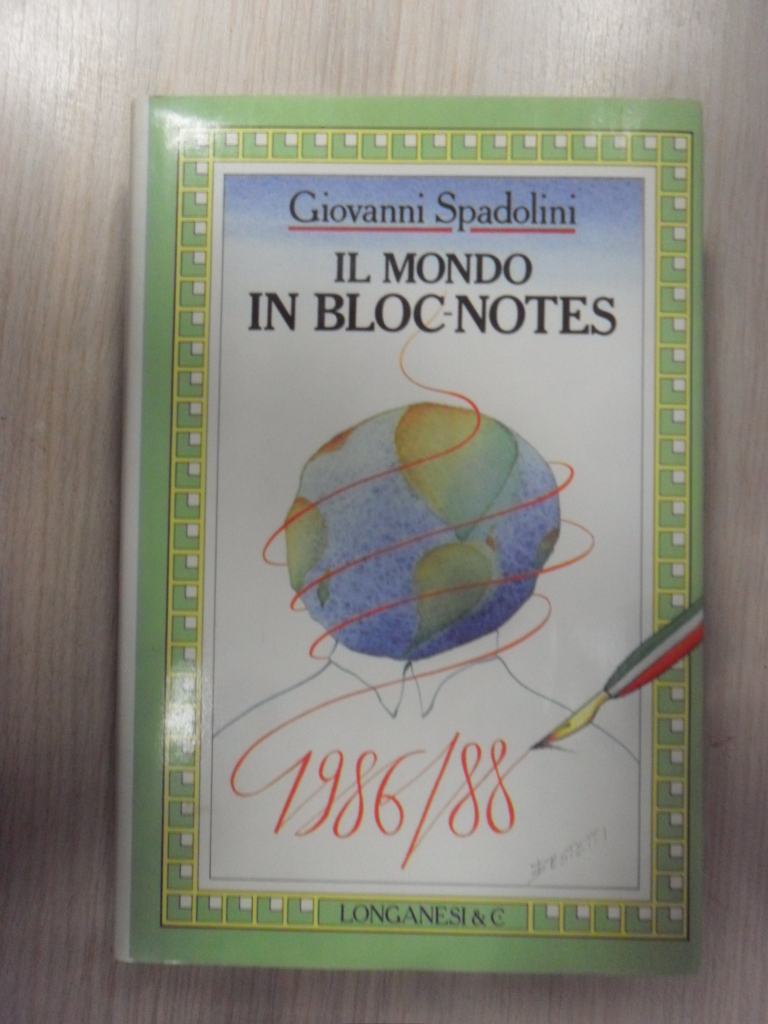 Giovanni Spadolini
IL MONDO
IN BLOC-NOTES
1986/88
LONGANESI & C